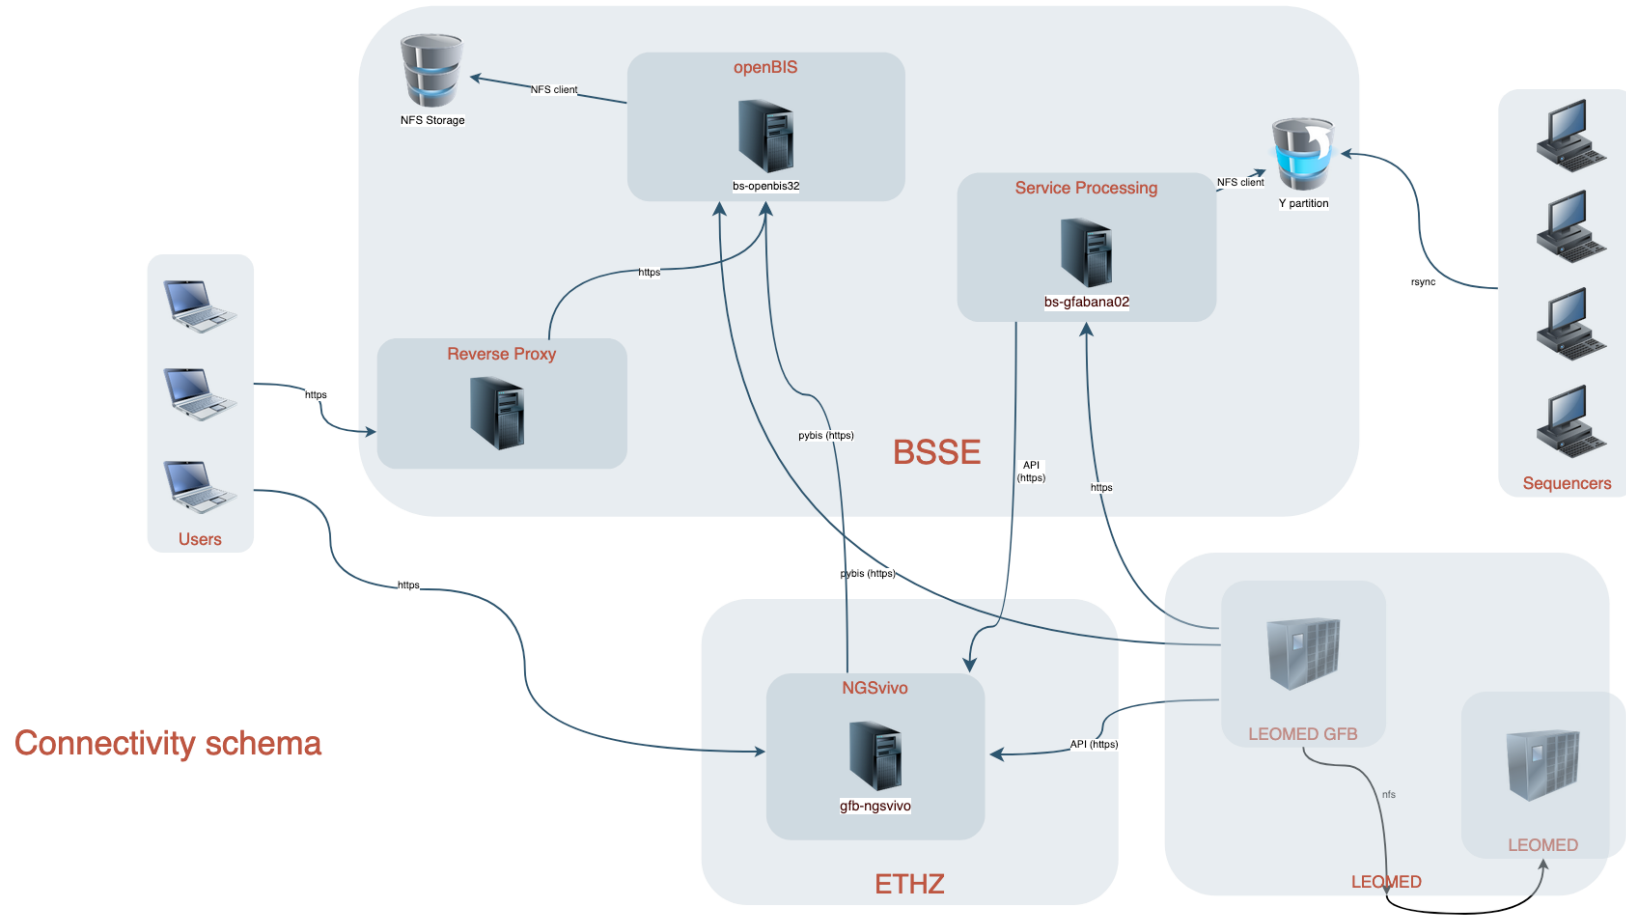 openBIS
NFS client
NFS Storage
bs-openbis32
Service Processing
NFS client
Y partition
bs-gfabana02
https
rsync
Reverse Proxy
https
pybis (https)
BSSE
API
(https)
https
Sequencers
Users
https
pybis (https)
NGSvivo
Connectivity schema
API (https)
LEOMED GFB
gfb-ngsvivo
nfs
LEOMED
ETHZ
LEOMED